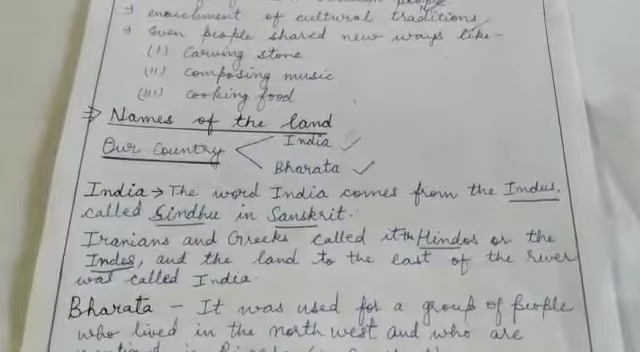 → enrichment of cultural traditions
→ Even people shared new ways like-
(i) Carving stone
(ii) composing music
(iii) cooking food
⇒ Names of the land
Our Country < India ✓
Bharata ✓
India → The word India comes from the Indus,
called Sindhu in Sanskrit.
Iranians and Greeks called it the Hindos or the
Indos, and the land to the east of the river
was called India.
Bharata - It was used for a group of people
who lived in the north west and who are